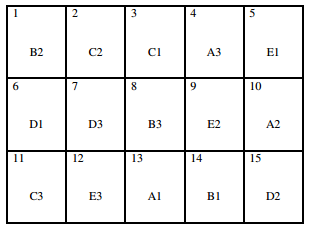 1 2 3 4 5
B2 C2 C1 A3 E1
6 7 8 9 10
D1 D3 B3 E2 A2
11 12 13 14 15
C3 E3 A1 B1 D2